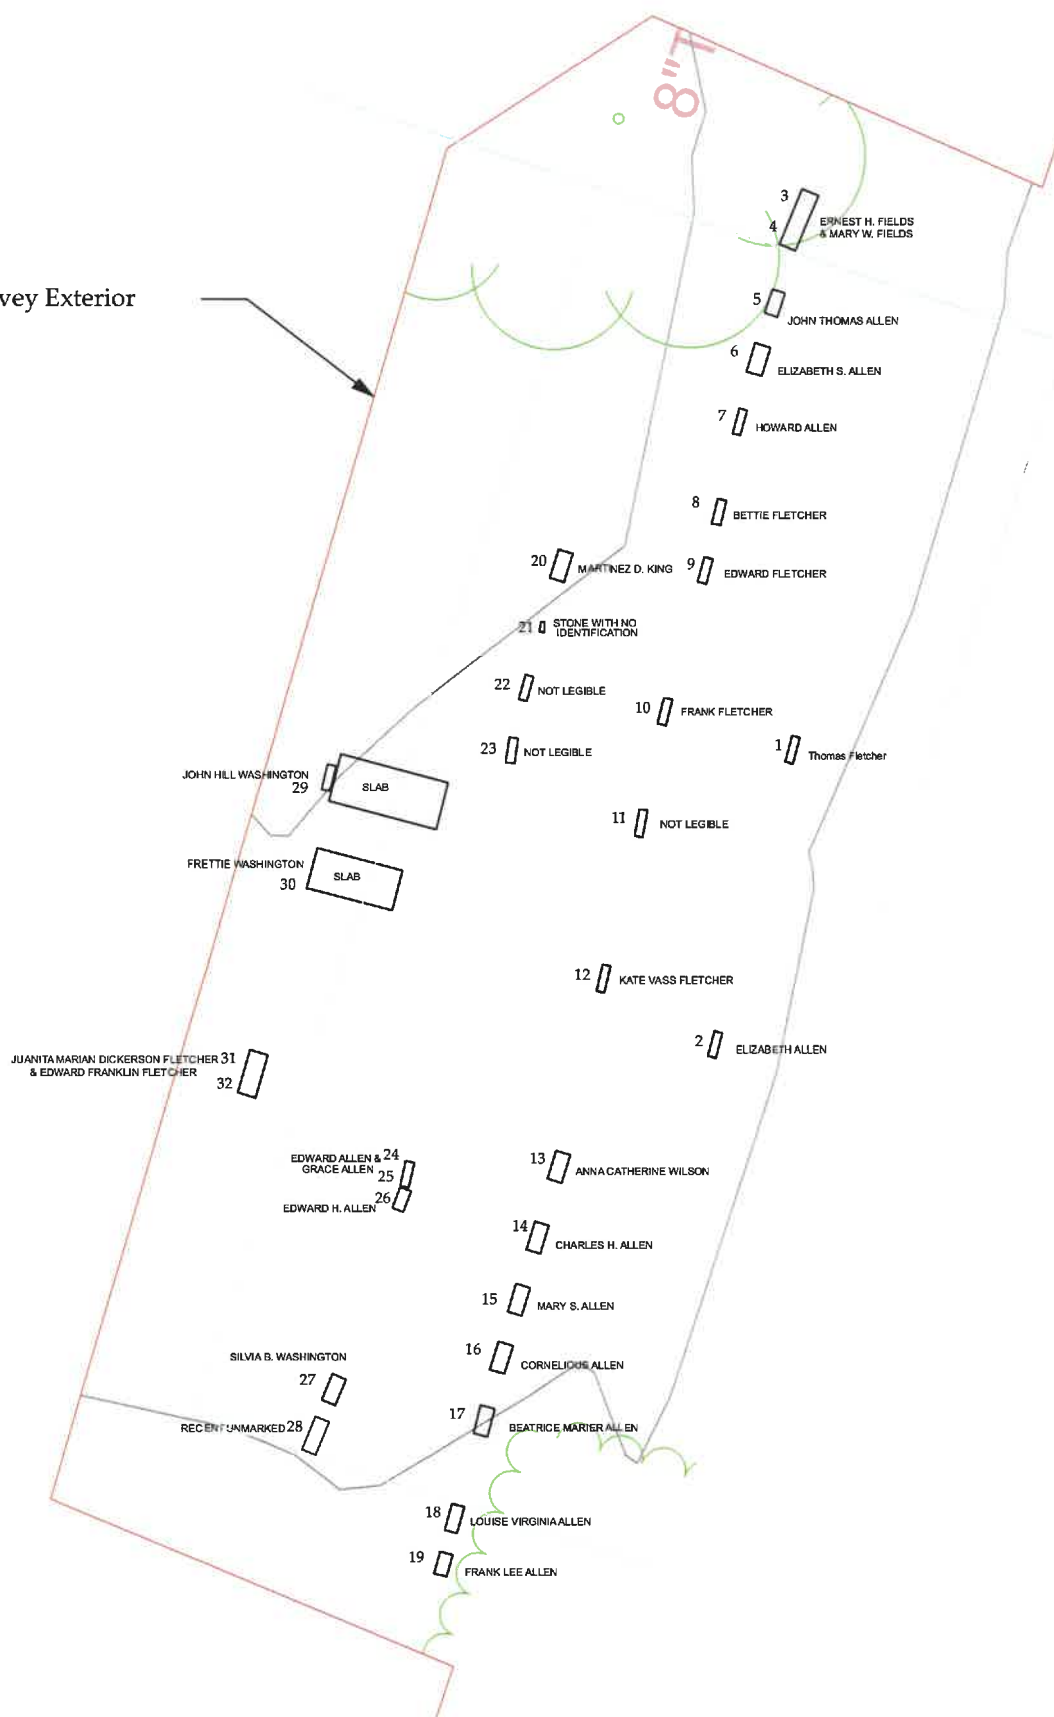 8"T
3
4
ERNEST H. FIELDS
& MARY W. FIELDS
vey Exterior
5
JOHN THOMAS ALLEN
6
ELIZABETH S. ALLEN
7
HOWARD ALLEN
8
BETTIE FLETCHER
20
MARTINEZ D. KING
9
EDWARD FLETCHER
21
STONE WITH NO
IDENTIFICATION
22
NOT LEGIBLE
10
FRANK FLETCHER
23
NOT LEGIBLE
1
Thomas Fletcher
JOHN HILL WASHINGTON
29
SLAB
11
NOT LEGIBLE
FRETTIE WASHINGTON
30
SLAB
12
KATE VASS FLETCHER
2
ELIZABETH ALLEN
JUANITA MARIAN DICKERSON FLETCHER 31
& EDWARD FRANKLIN FLETCHER
32
EDWARD ALLEN & 24
GRACE ALLEN 25
26
EDWARD H. ALLEN
13
ANNA CATHERINE WILSON
14
CHARLES H. ALLEN
15
MARY S. ALLEN
16
CORNELIOUS ALLEN
SILVIA B. WASHINGTON
27
RECENT UNMARKED 28
17
BEATRICE MARIER ALLEN
18
LOUISE VIRGINIA ALLEN
19
FRANK LEE ALLEN